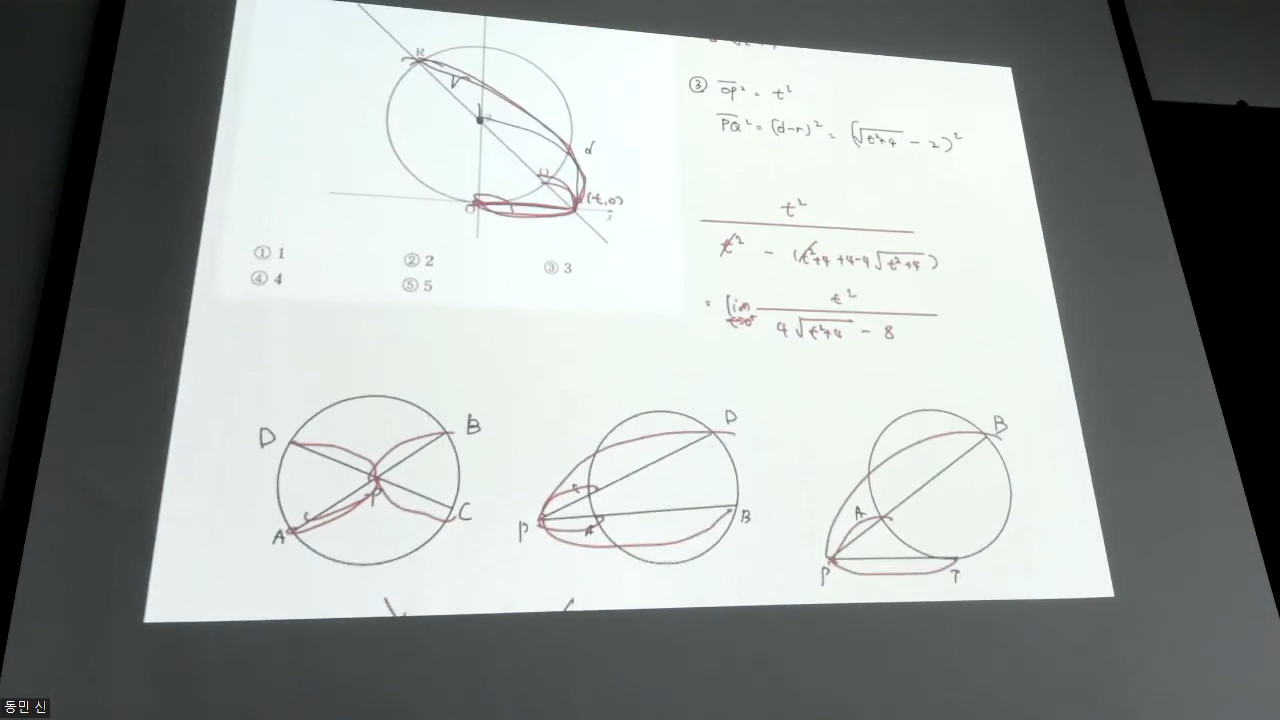 R
r
d
Q
O
(t, 0)
x
① 1
② 2
③ 3
④ 4
⑤ 5
③ OP² = t²
PQ² = (d-r)² = (√t²+4 - 2)²
t²
t² - (t²+4+4-4√t²+4)
= lim t²
t→0⁺ 4√t²+4 - 8
D
B
P
A
C
D
P
C
A
B
B
A
P
T
동민 신